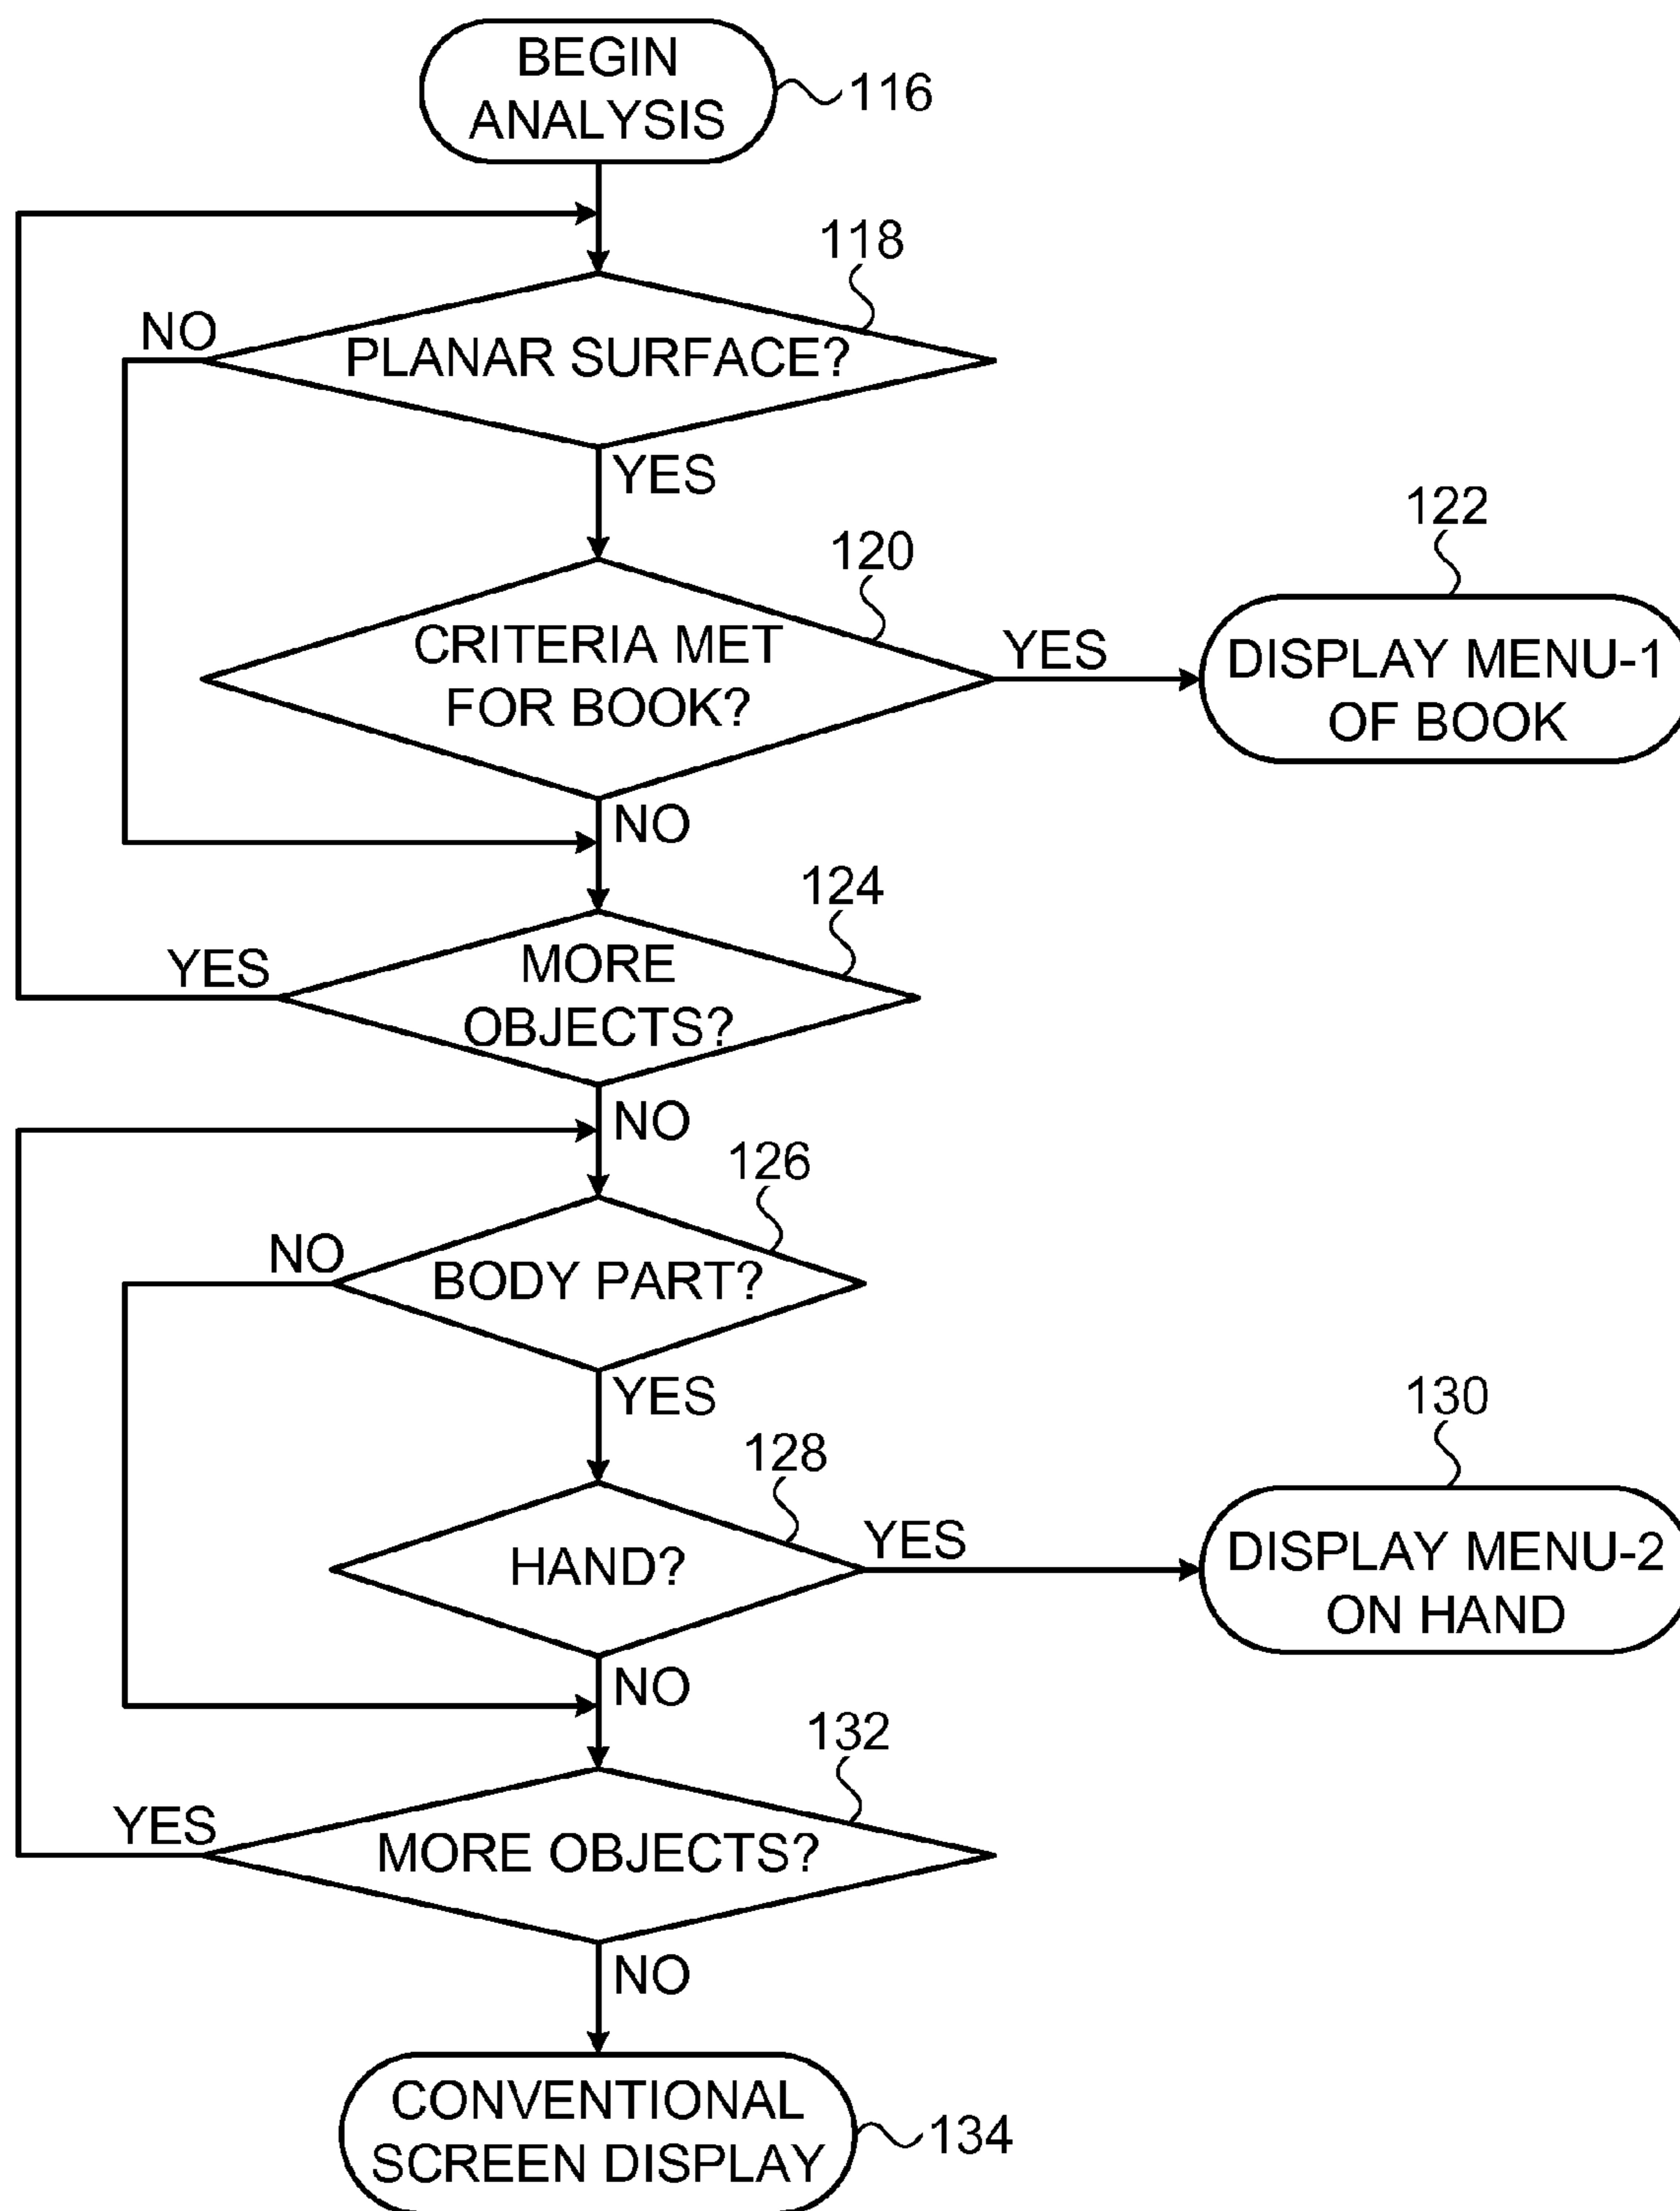 BEGIN
ANALYSIS
116
118
NO
PLANAR SURFACE?
YES
120
122
CRITERIA MET
FOR BOOK?
YES
DISPLAY MENU-1
OF BOOK
NO
124
YES
MORE
OBJECTS?
NO
126
NO
BODY PART?
YES
128
130
HAND?
YES
DISPLAY MENU-2
ON HAND
NO
132
YES
MORE OBJECTS?
NO
CONVENTIONAL
SCREEN DISPLAY
134